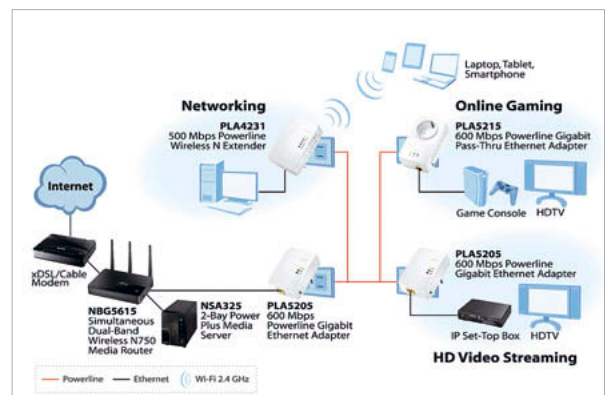 Laptop, Tablet,
Smartphone
Networking
PLA4231
500 Mbps Powerline
Wireless N Extender
Online Gaming
PLA5215
600 Mbps Powerline Gigabit
Pass-Thru Ethernet Adapter
Game Console
HDTV
Internet
xDSL/Cable
Modem
NBG5615
Simultaneous
Dual-Band
Wireless N750
Media Router
NSA325
2-Bay Power
Plus Media
Server
PLA5205
600 Mbps
Powerline Gigabit
Ethernet Adapter
PLA5205
600 Mbps Powerline
Gigabit Ethernet Adapter
IP Set-Top Box
HDTV
HD Video Streaming
Powerline
Ethernet
Wi-Fi 2.4 GHz